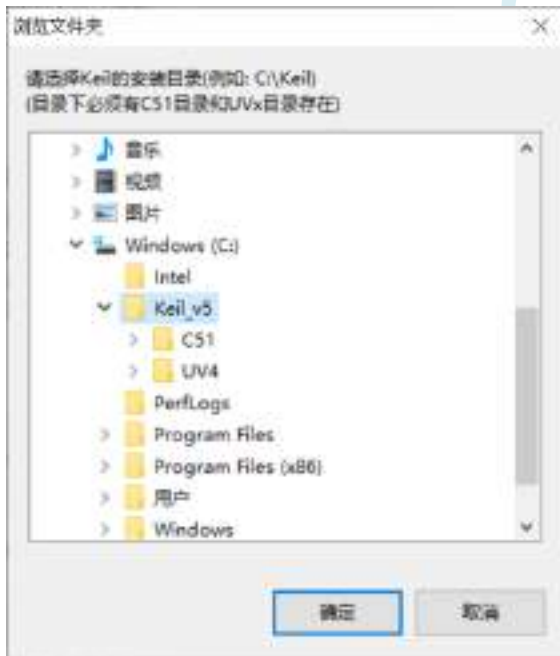 浏览文件夹
请选择Keil的安装目录(例如: C:\Keil)
(目录下必须有C51目录和UVx目录存在)
音乐
视频
图片
Windows (C:)
Intel
Keil_v5
C51
UV4
PerfLogs
Program Files
Program Files (x86)
用户
Windows
确定
取消